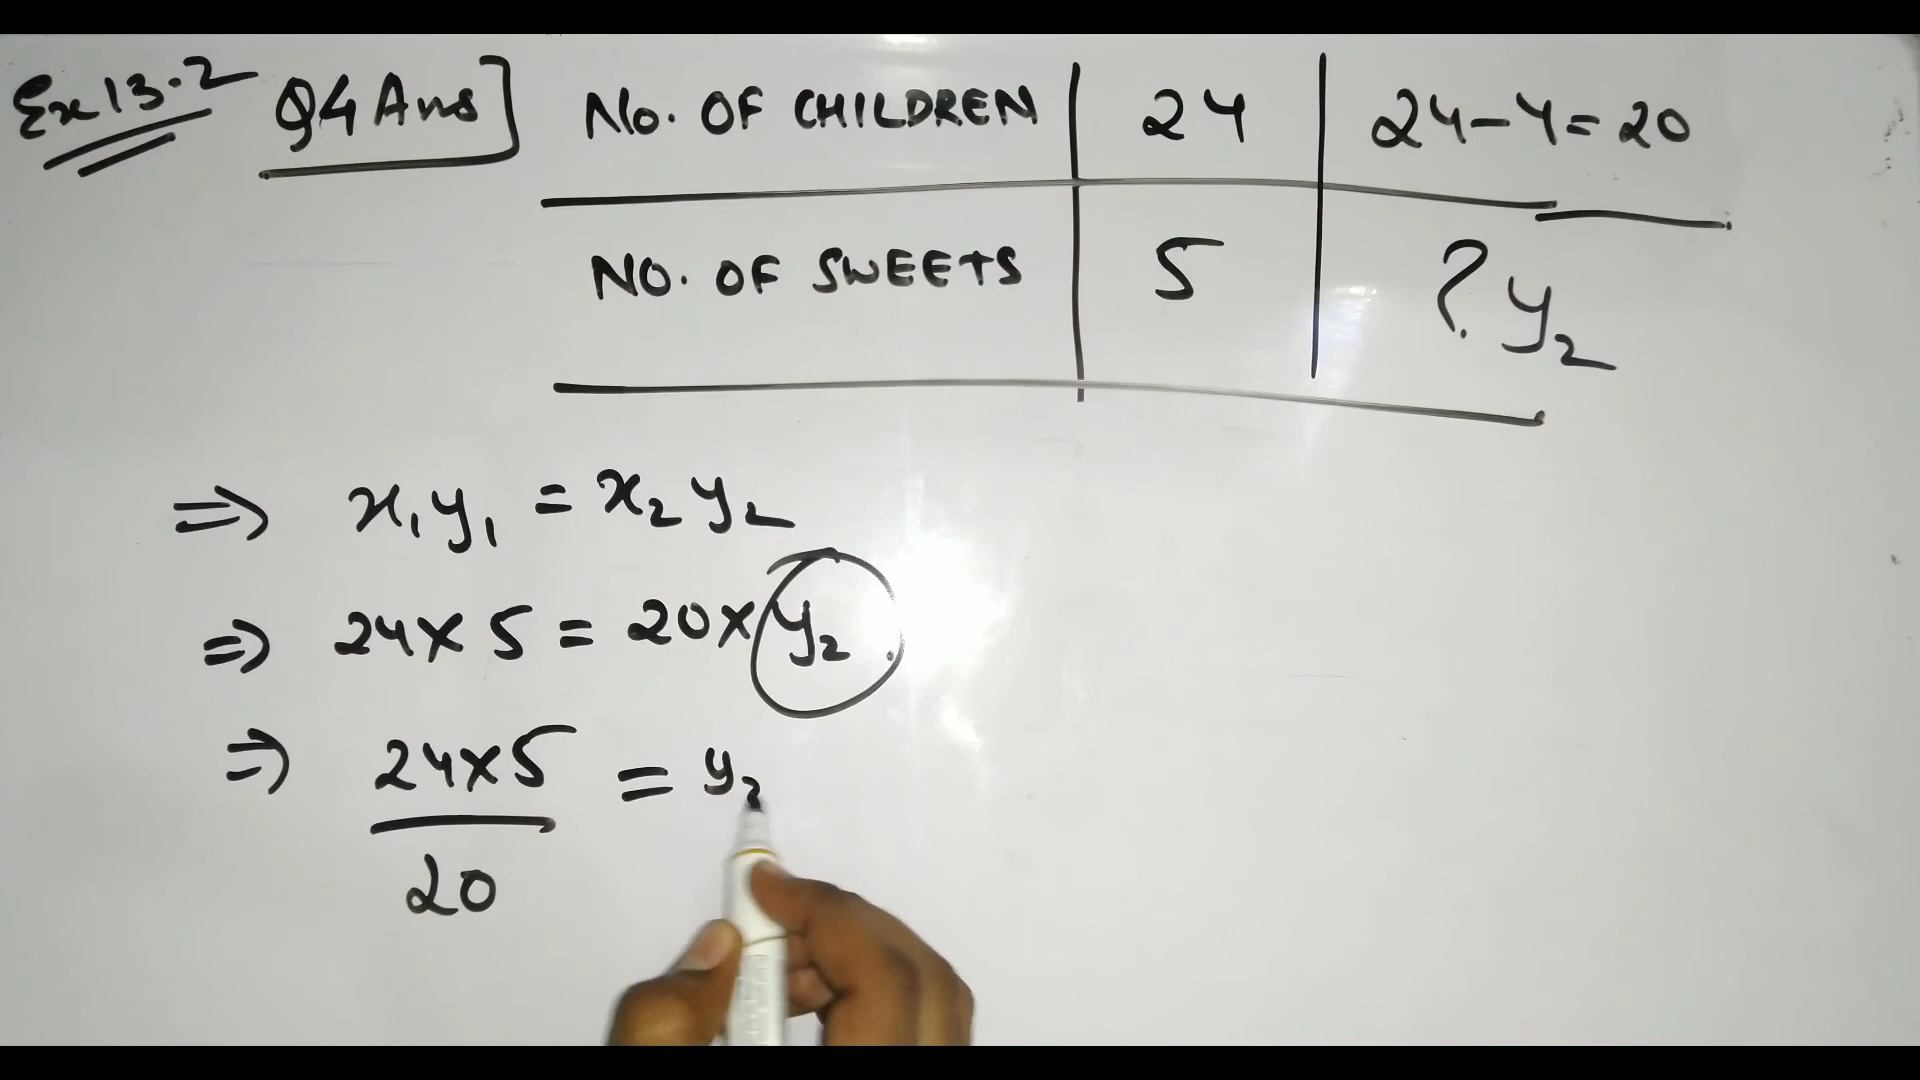 Ex 13.2 Q4 Ans] No. OF CHILDREN 24 24-4=20
NO. OF SWEETS 5 ? y₂
⇒ x₁y₁ = x₂y₂
⇒ 24×5 = 20×y₂
⇒ 24×5 = y₂
20